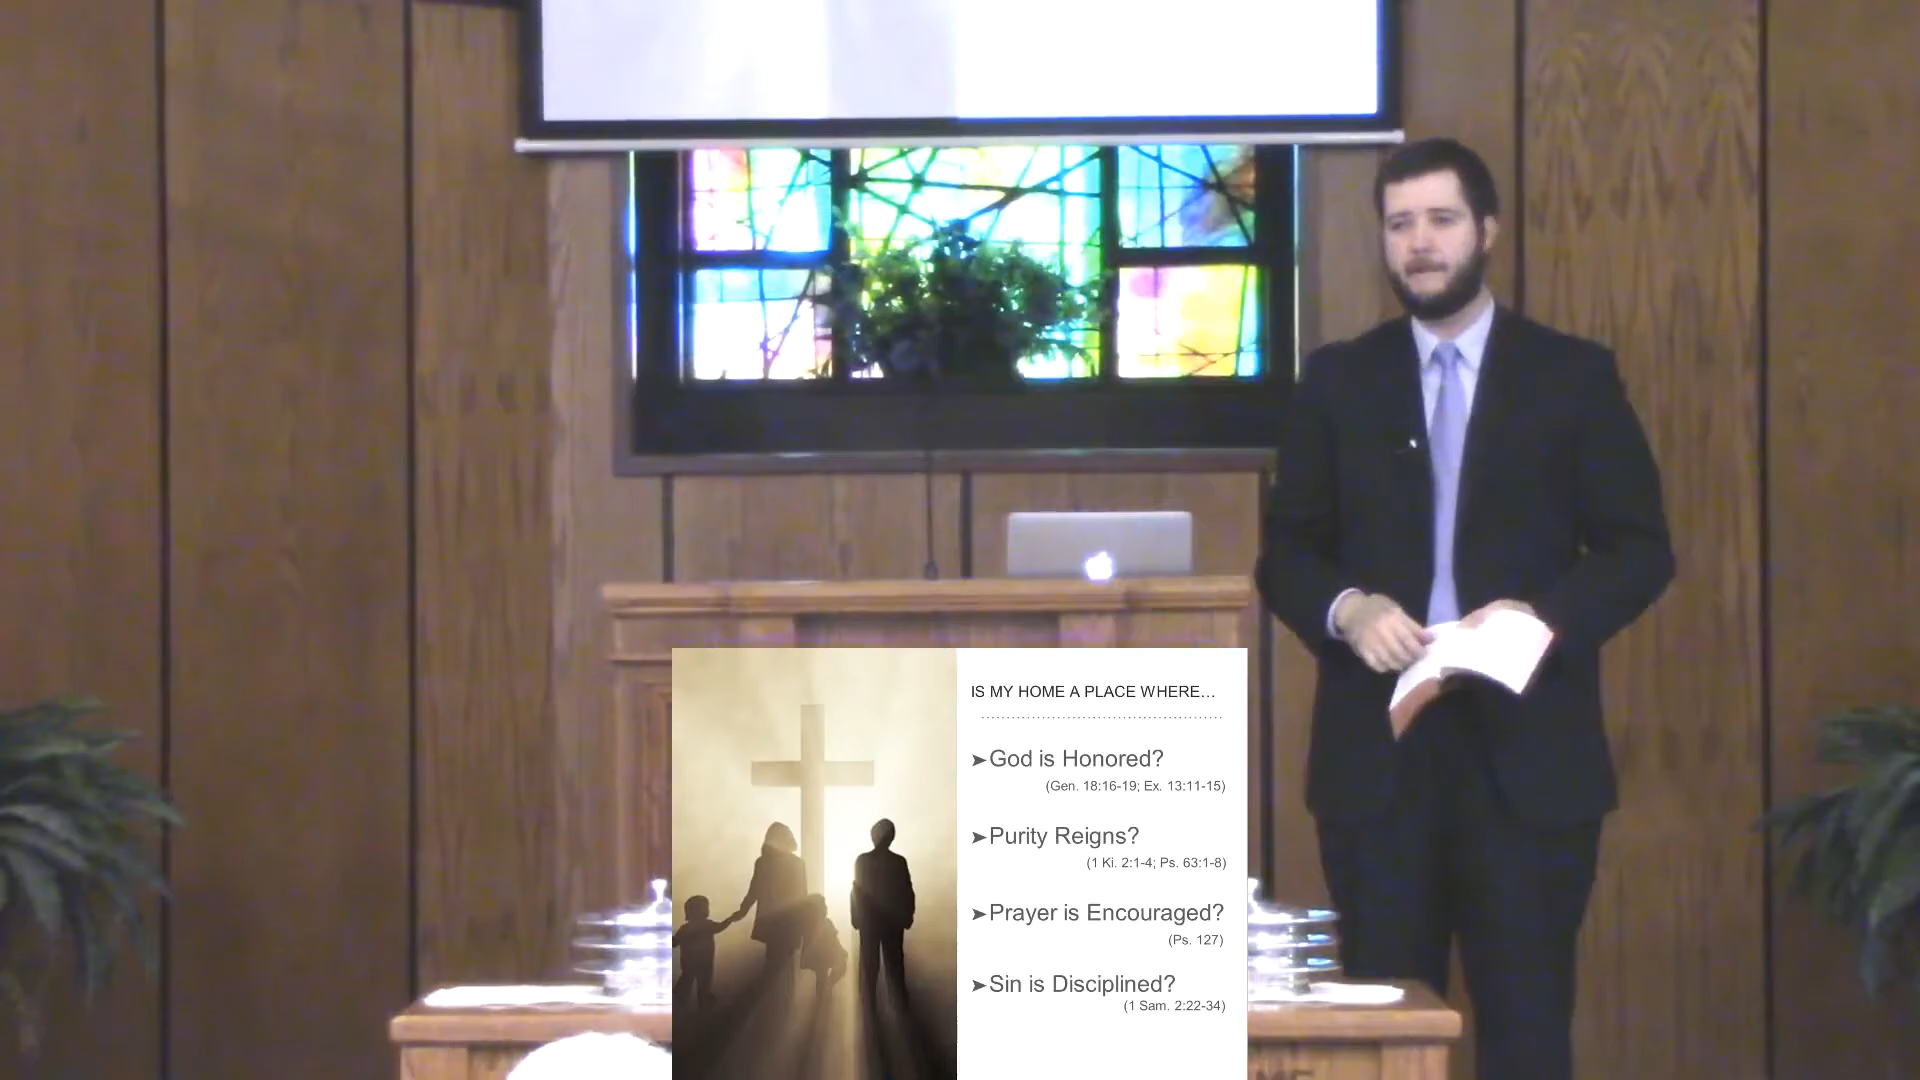 IS MY HOME A PLACE WHERE...
➤God is Honored?
(Gen. 18:16-19; Ex. 13:11-15)
➤Purity Reigns?
(1 Ki. 2:1-4; Ps. 63:1-8)
➤Prayer is Encouraged?
(Ps. 127)
➤Sin is Disciplined?
(1 Sam. 2:22-34)
ME